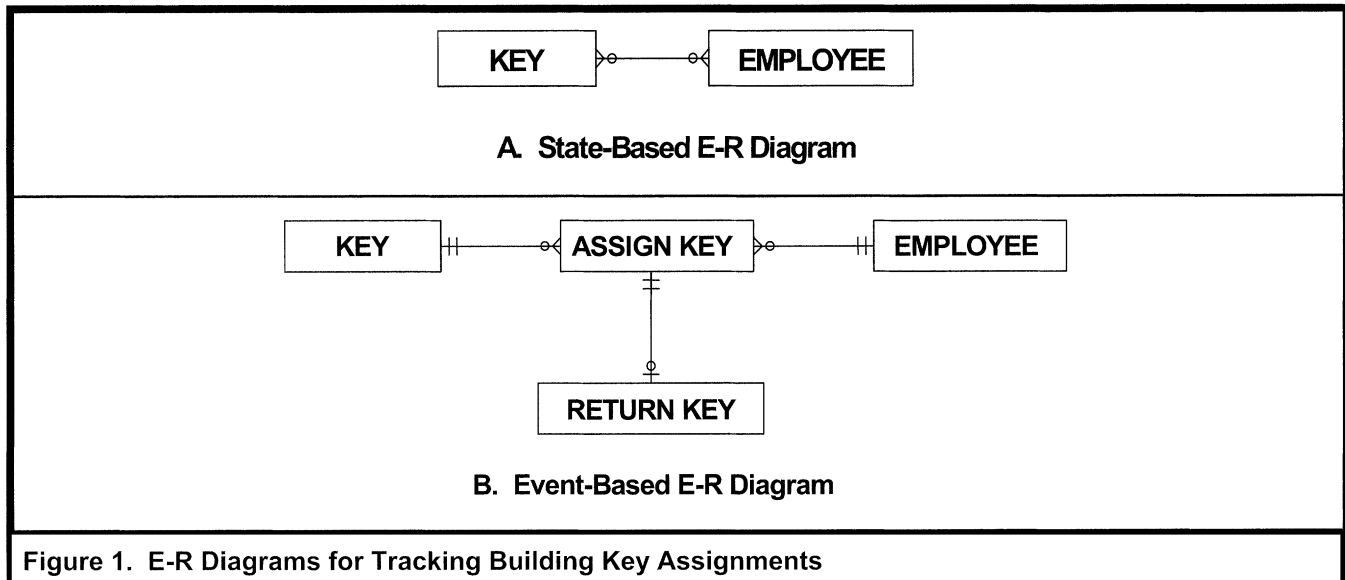 KEY
EMPLOYEE
A. State-Based E-R Diagram
KEY
ASSIGN KEY
EMPLOYEE
RETURN KEY
B. Event-Based E-R Diagram
Figure 1. E-R Diagrams for Tracking Building Key Assignments